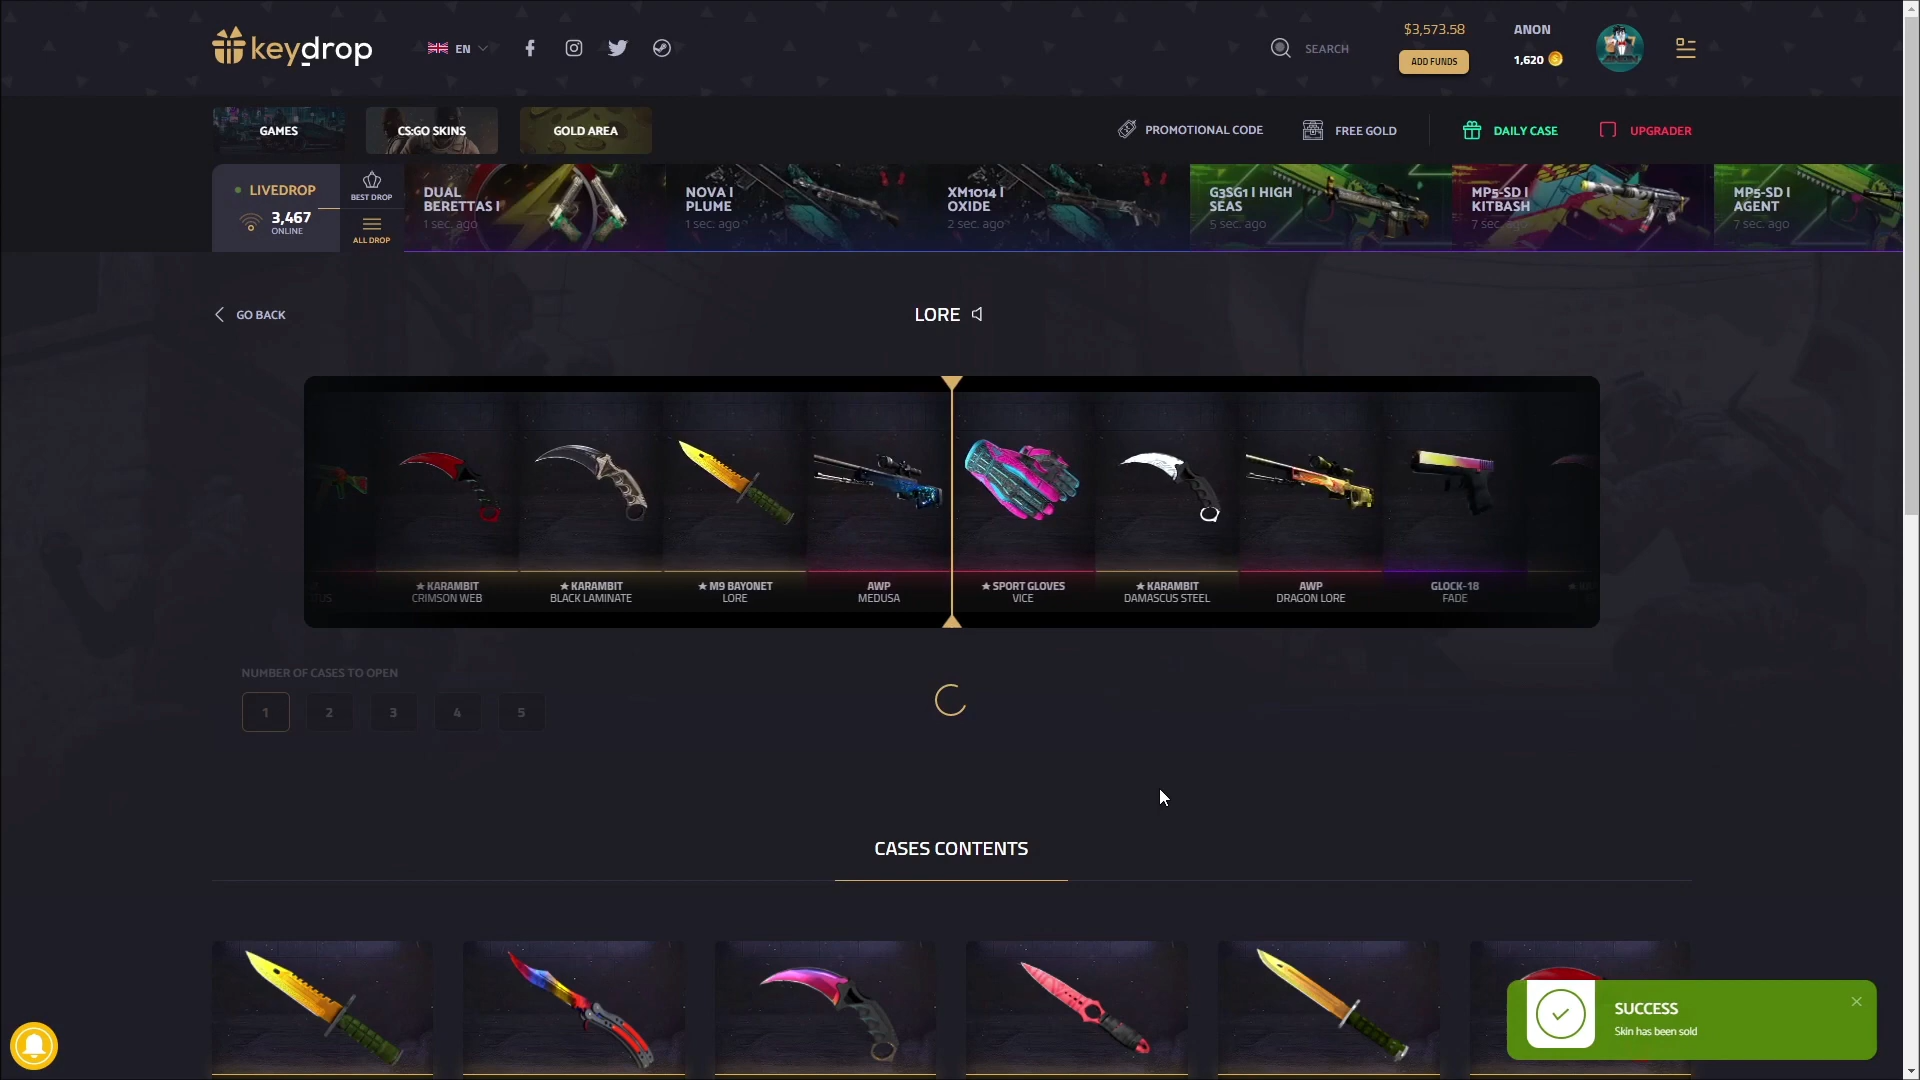 keydrop
EN
SEARCH
$3,573.58
ADD FUNDS
ANON
1,620
GAMES
CS:GO SKINS
GOLD AREA
PROMOTIONAL CODE
FREE GOLD
DAILY CASE
UPGRADER
LIVEDROP
3,467
ONLINE
BEST DROP
ALL DROP
DUAL
BERETTAS I
1 sec. ago
NOVA I
PLUME
1 sec. ago
XM1014 I
OXIDE
2 sec. ago
G3SG1 I HIGH
SEAS
5 sec. ago
MP5-SD I
KITBASH
7 sec. ago
MP5-SD I
AGENT
7 sec. ago
GO BACK
LORE
★ KARAMBIT
CRIMSON WEB
★ KARAMBIT
BLACK LAMINATE
★ M9 BAYONET
LORE
AWP
MEDUSA
★ SPORT GLOVES
VICE
★ KARAMBIT
DAMASCUS STEEL
AWP
DRAGON LORE
GLOCK-18
FADE
NUMBER OF CASES TO OPEN
1
2
3
4
5
CASES CONTENTS
SUCCESS
Skin has been sold